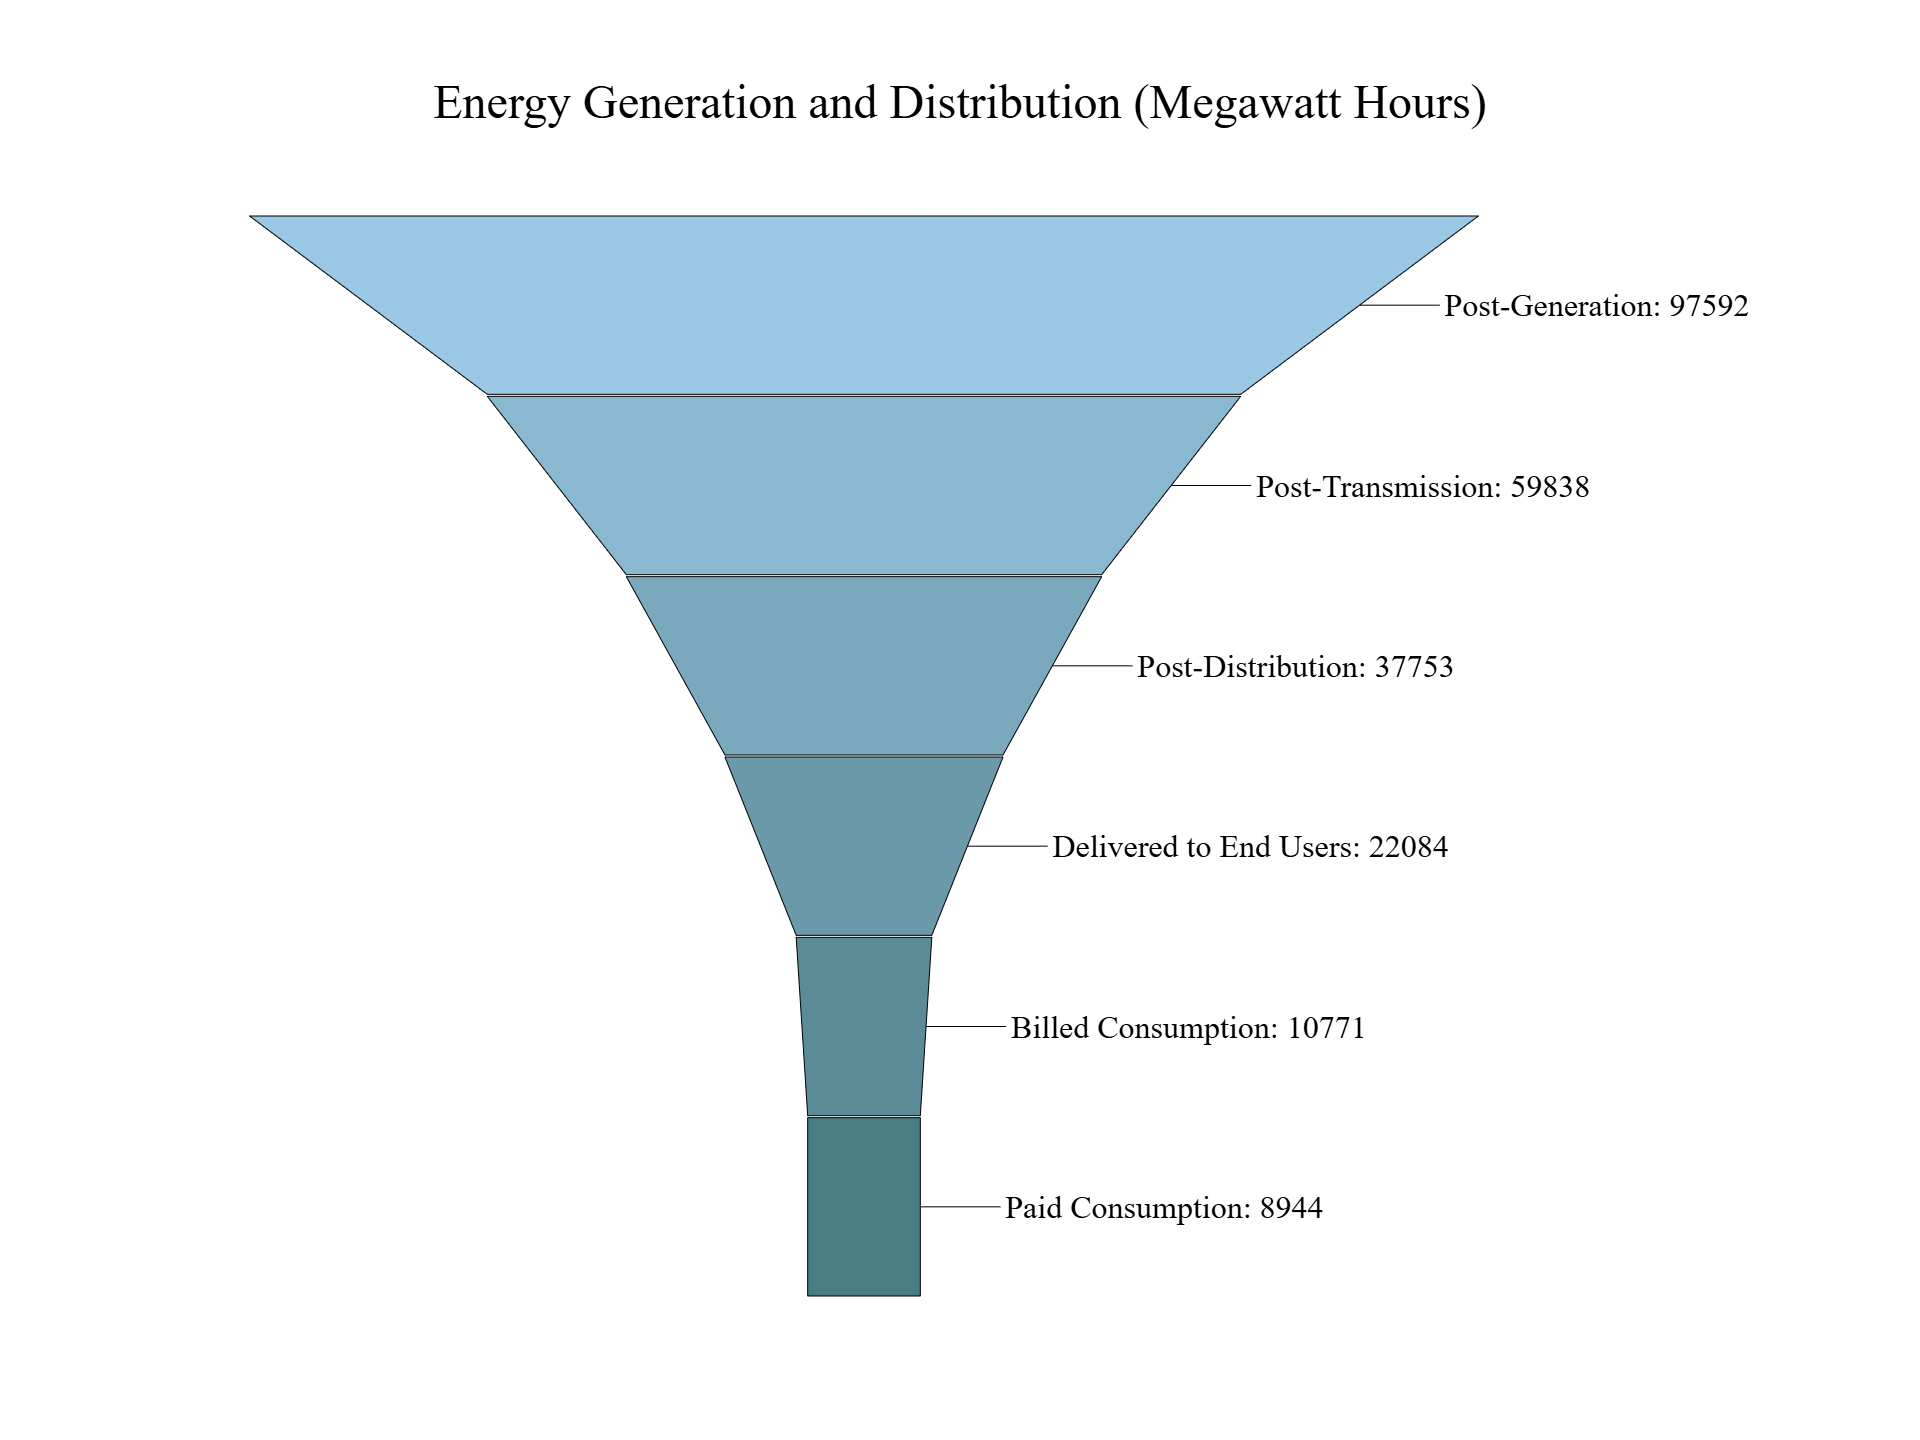 Energy Generation and Distribution (Megawatt Hours)
Post-Generation: 97592
Post-Transmission: 59838
Post-Distribution: 37753
Delivered to End Users: 22084
Billed Consumption: 10771
Paid Consumption: 8944